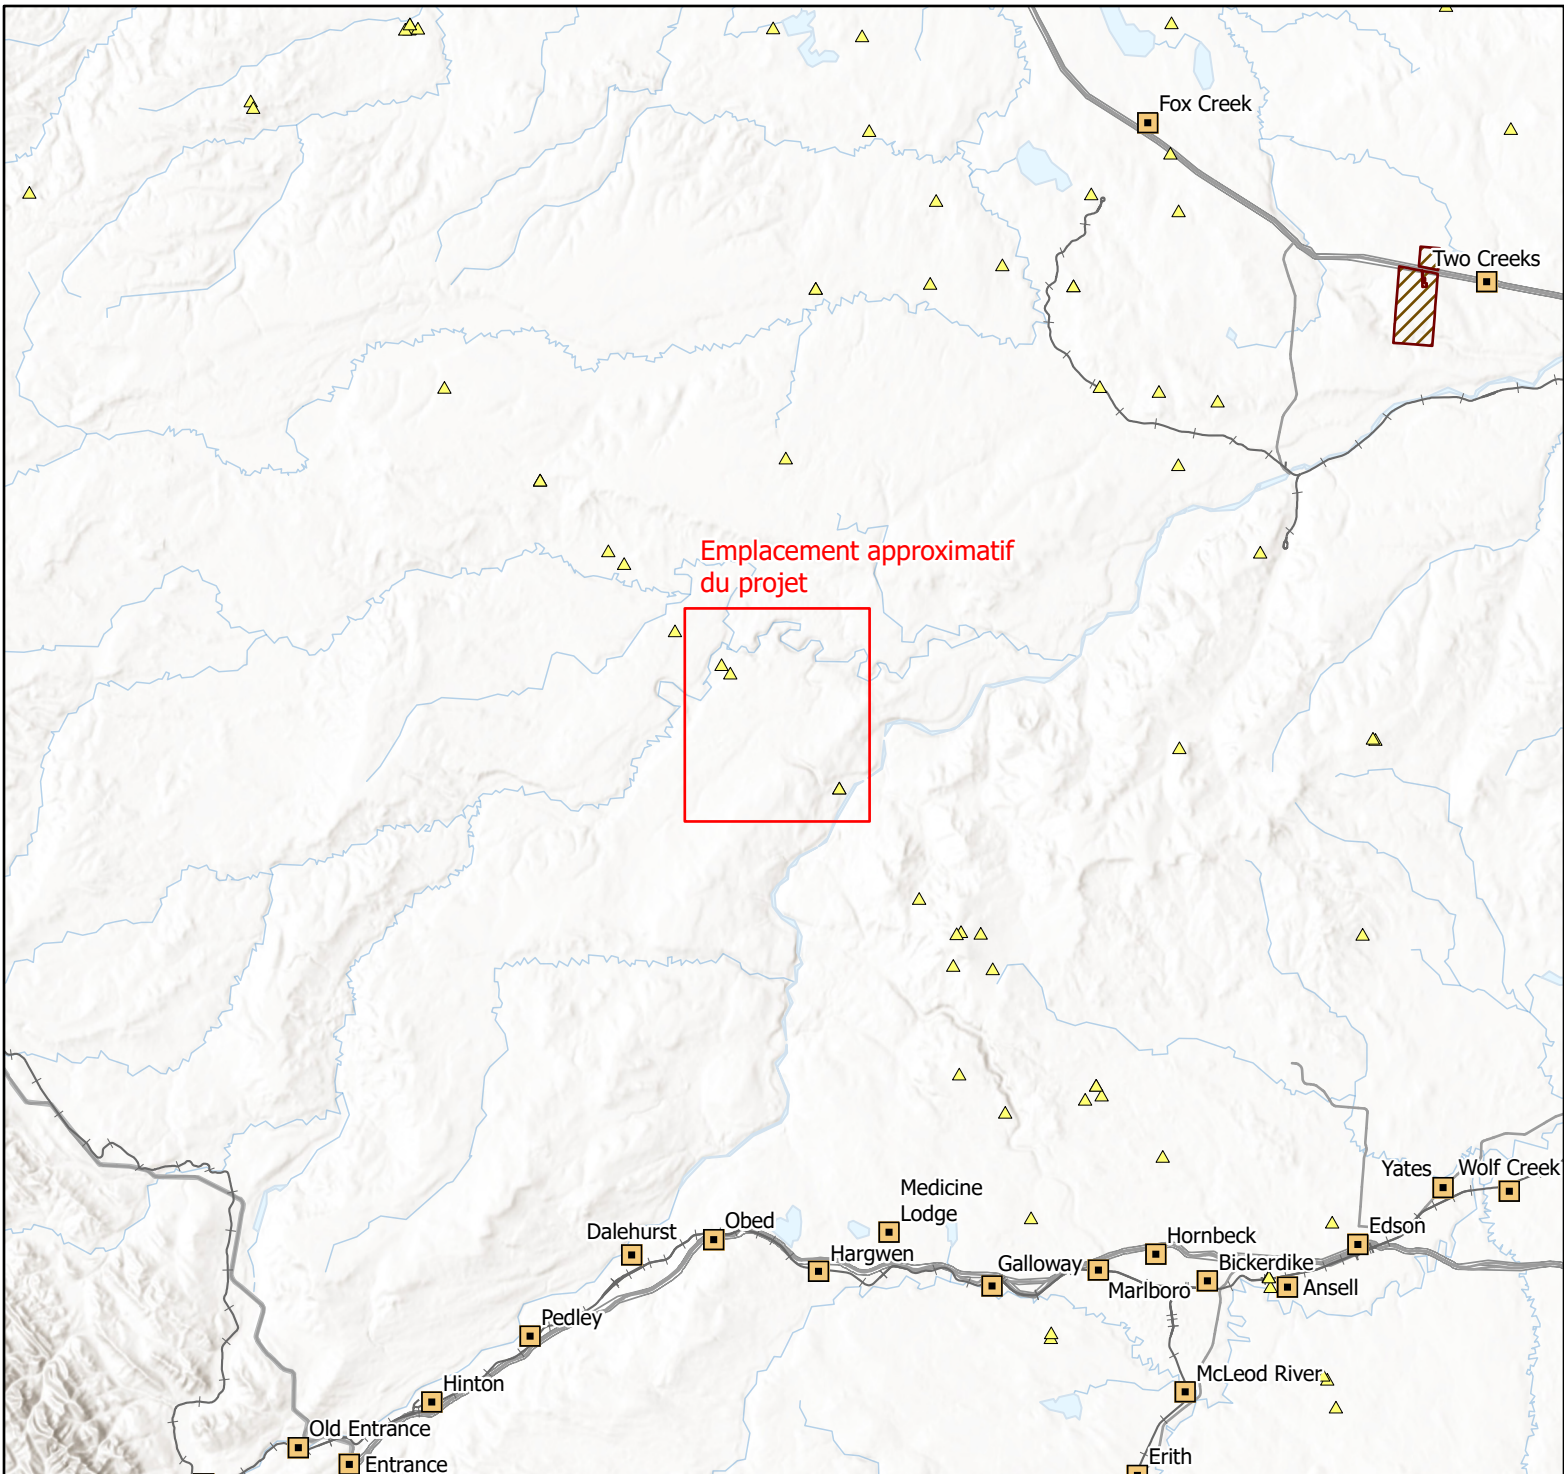 Fox Creek
Two Creeks
Emplacement approximatif
du projet
Yates
Wolf Creek
Medicine
Lodge
Dalehurst
Obed
Hornbeck
Edson
Hargwen
Galloway
Bickerdike
Marlboro
Ansell
Pedley
Hinton
McLeod River
Old Entrance
Entrance
Erith